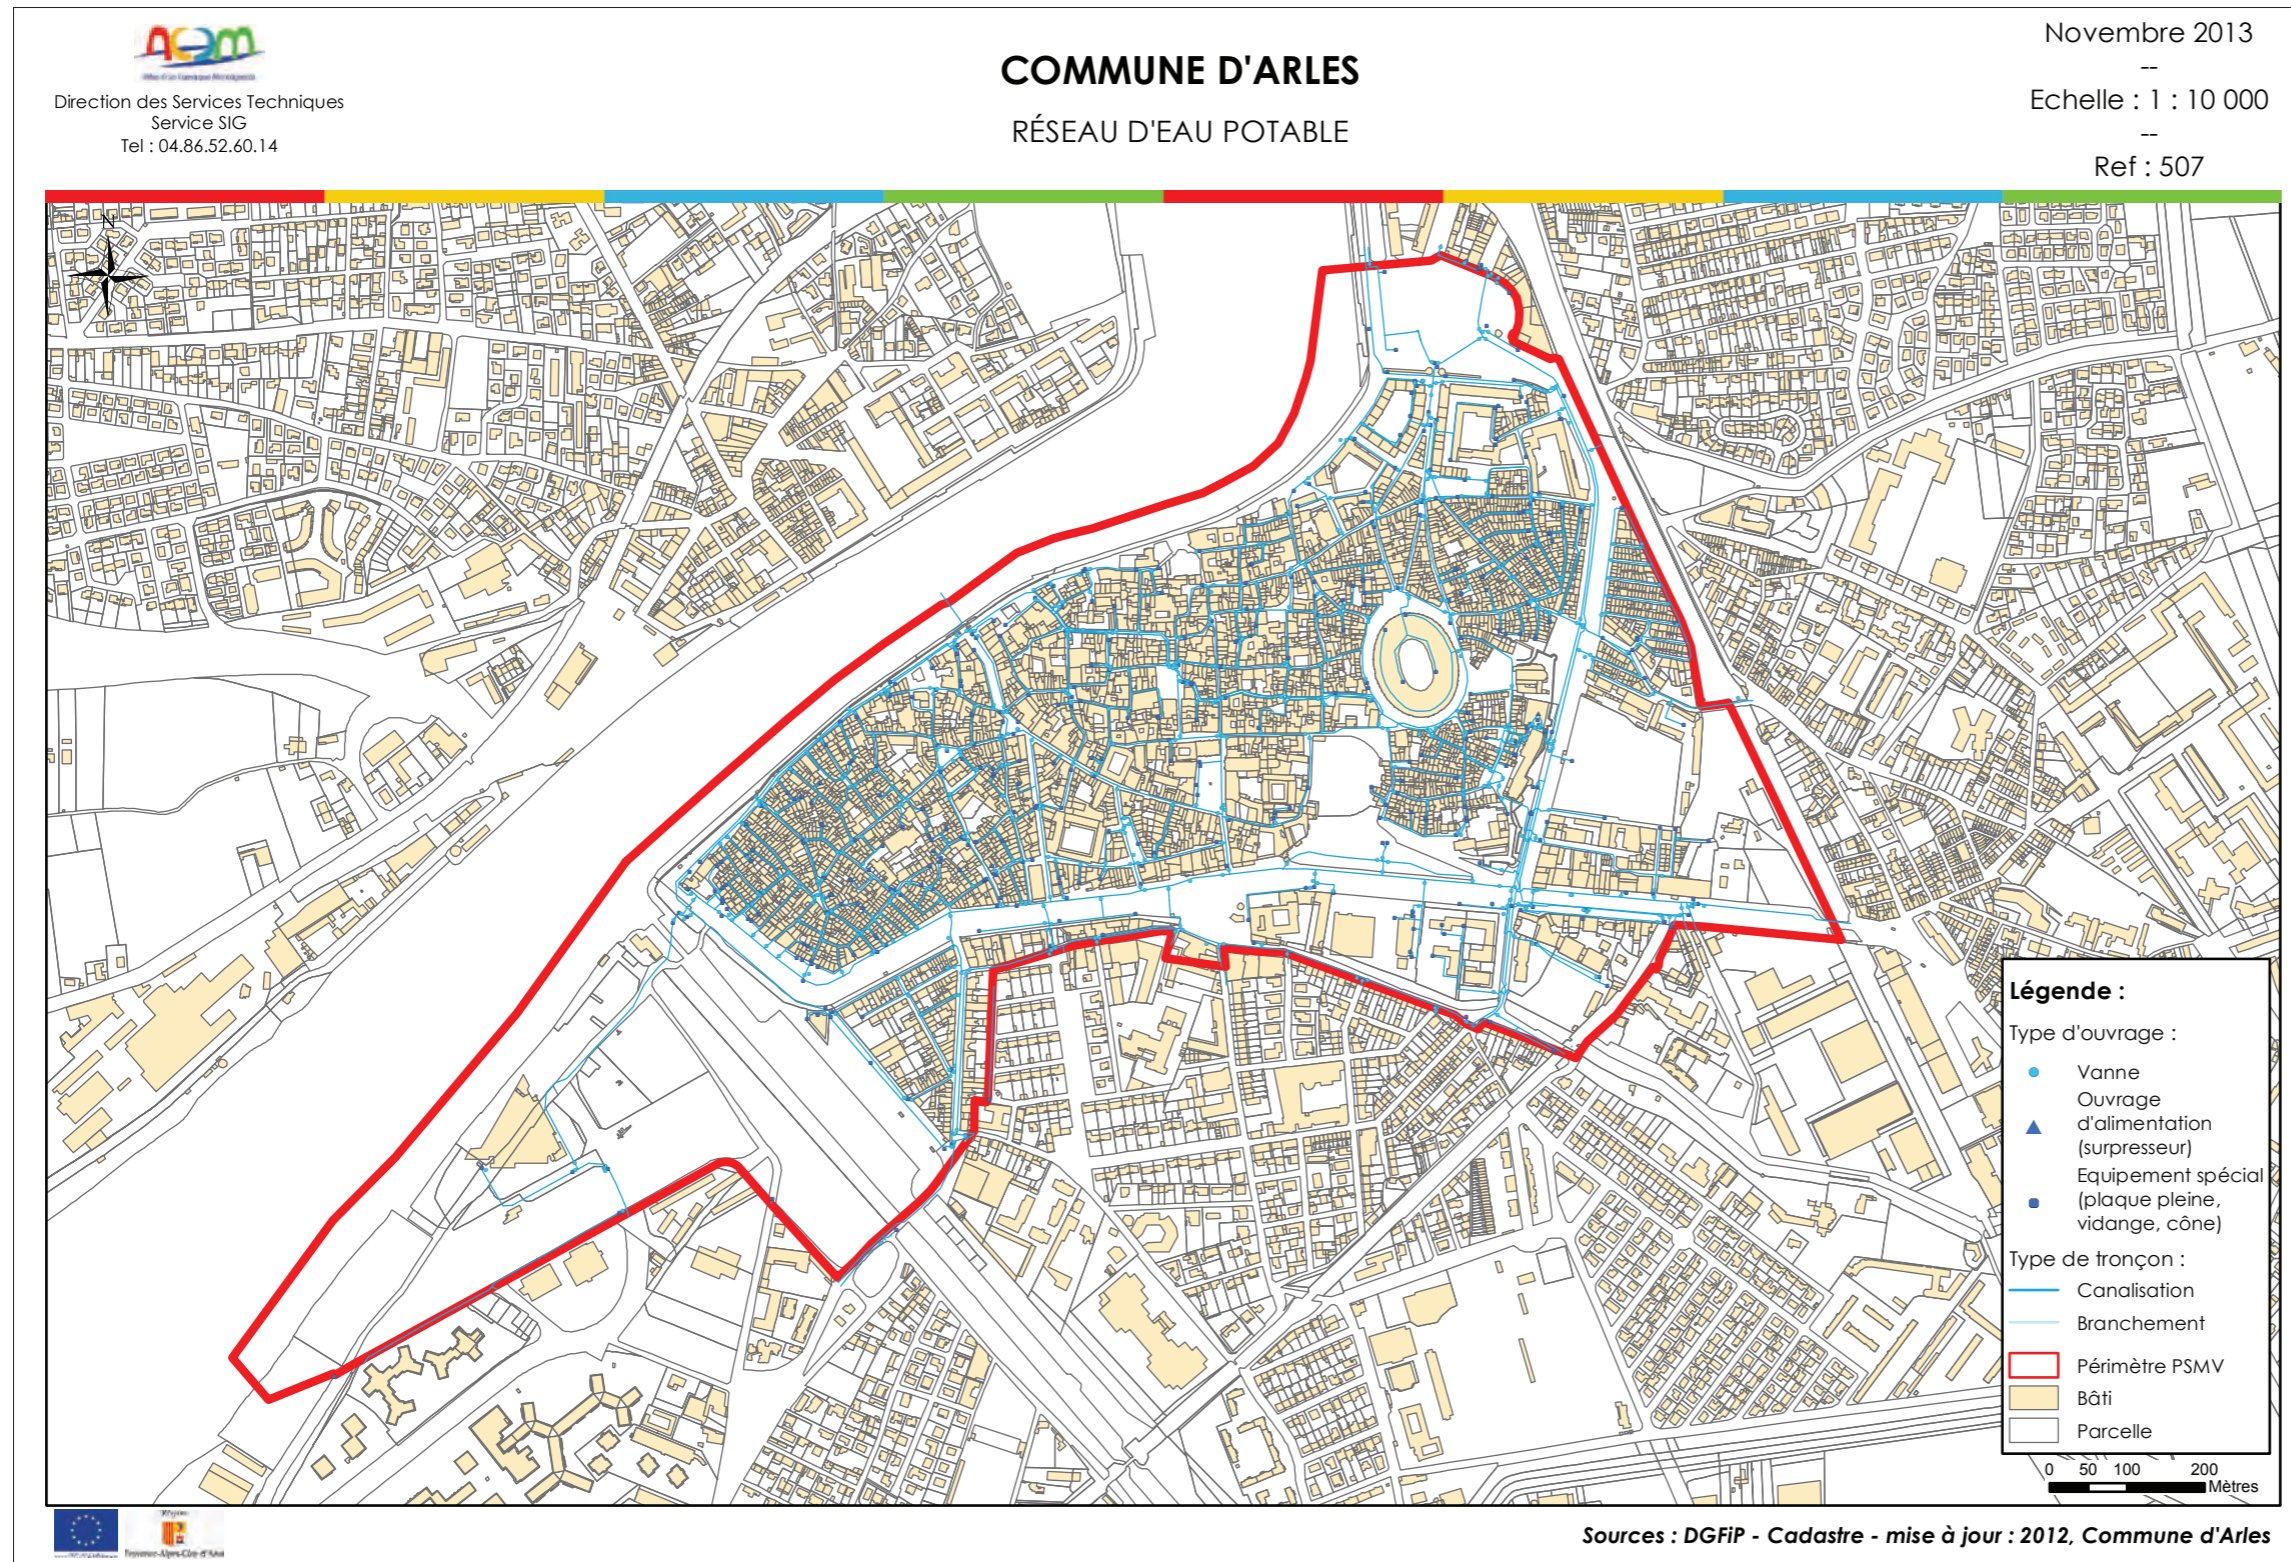 Direction des Services Techniques
Service SIG
Tel : 04.86.52.60.14
COMMUNE D'ARLES
RÉSEAU D'EAU POTABLE
Novembre 2013
--
Echelle : 1 : 10 000
--
Ref : 507
N
Légende :
Type d'ouvrage :
Vanne
Ouvrage
d'alimentation
(surpresseur)
Equipement spécial
(plaque pleine,
vidange, cône)
Type de tronçon :
Canalisation
Branchement
Périmètre PSMV
Bâti
Parcelle
0 50 100 200
Mètres
Sources : DGFiP - Cadastre - mise à jour : 2012, Commune d'Arles